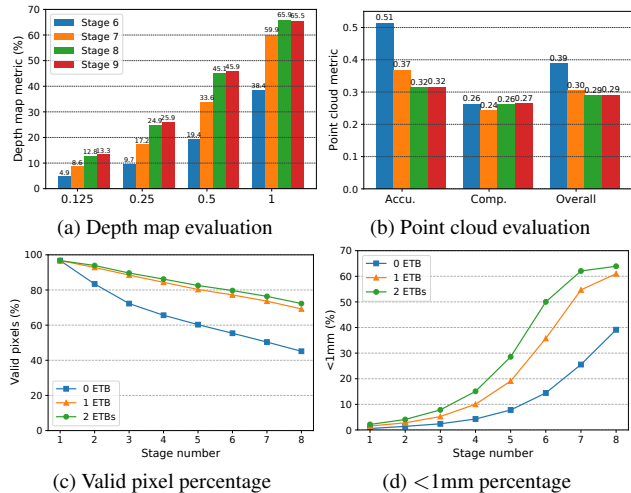 70
60
50
40
30
20
10
0
Depth map metric (%)
Stage 6
Stage 7
Stage 8
Stage 9
4.9
8.6
12.8
13.3
9.7
17.2
24.9
25.9
19.4
33.6
45.1
45.9
38.4
59.9
65.9
65.5
0.125 0.25 0.5 1
(a) Depth map evaluation
0.5
0.4
0.3
0.2
0.1
0.0
Point cloud metric
0.51
0.37
0.32
0.32
0.26
0.24
0.26
0.27
0.39
0.30
0.29
0.29
Accu. Comp. Overall
(b) Point cloud evaluation
100
80
60
40
20
0
Valid pixels (%)
0 ETB
1 ETB
2 ETBs
1 2 3 4 5 6 7 8
Stage number
(c) Valid pixel percentage
70
60
50
40
30
20
10
0
<1mm (%)
0 ETB
1 ETB
2 ETBs
1 2 3 4 5 6 7 8
Stage number
(d) <1mm percentage